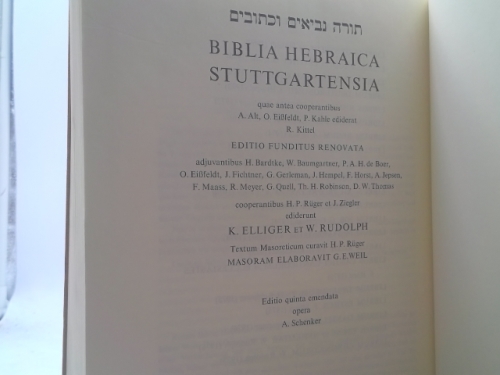 תורה נביאים וכתובים
BIBLIA HEBRAICA
STUTTGARTENSIA
quae antea cooperantibus
A. Alt, O. Eißfeldt, P. Kahle ediderat
R. Kittel
EDITIO FUNDITUS RENOVATA
adjuvantibus H. Bardtke, W. Baumgartner, P. A. H. de Boer,
O. Eißfeldt, J. Fichtner, G. Gerleman, J. Hempel, F. Horst, A. Jepsen,
F. Maass, R. Meyer, G. Quell, Th. H. Robinson, D. W. Thomas
cooperantibus H. P. Rüger et J. Ziegler
ediderunt
K. ELLIGER ET W. RUDOLPH
Textum Masoreticum curavit H. P. Rüger
MASORAM ELABORAVIT G. E. WEIL
Editio quinta emendata
opera
A. Schenker